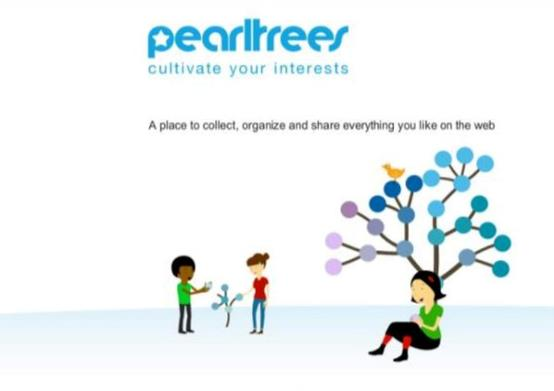 pearltrees
cultivate your interests
A place to collect, organize and share everything you like on the web